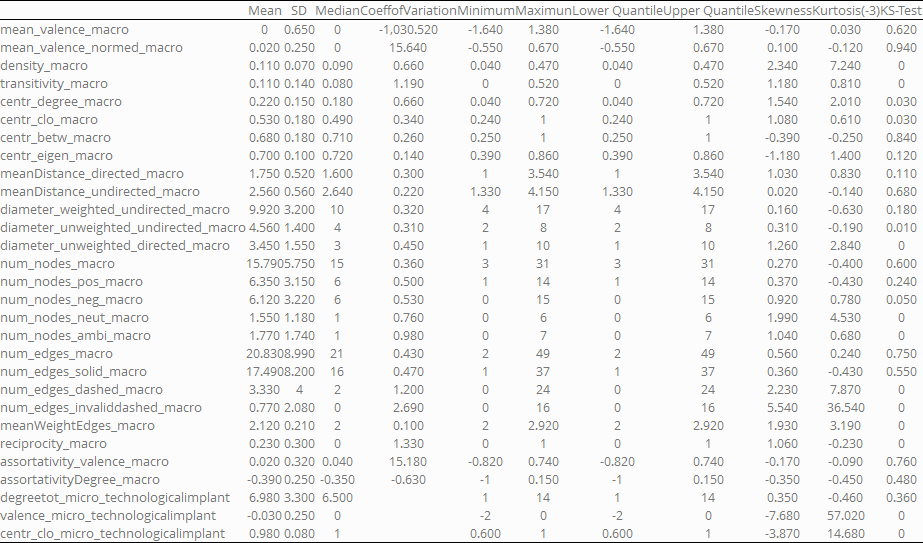 Mean SD MedianCoeffofVariationMinimumMaximunLower QuantileUpper QuantileSkewnessKurtosis(-3)KS-Test
mean_valence_macro 0 0.650 0 -1,030.520 -1.640 1.380 -1.640 1.380 -0.170 0.030 0.620
mean_valence_normed_macro 0.020 0.250 0 15.640 -0.550 0.670 -0.550 0.670 0.100 -0.120 0.940
density_macro 0.110 0.070 0.090 0.660 0.040 0.470 0.040 0.470 2.340 7.240 0
transitivity_macro 0.110 0.140 0.080 1.190 0 0.520 0 0.520 1.180 0.810 0
centr_degree_macro 0.220 0.150 0.180 0.660 0.040 0.720 0.040 0.720 1.540 2.010 0.030
centr_clo_macro 0.530 0.180 0.490 0.340 0.240 1 0.240 1 1.080 0.610 0.030
centr_betw_macro 0.680 0.180 0.710 0.260 0.250 1 0.250 1 -0.390 -0.250 0.840
centr_eigen_macro 0.700 0.100 0.720 0.140 0.390 0.860 0.390 0.860 -1.180 1.400 0.120
meanDistance_directed_macro 1.750 0.520 1.600 0.300 1 3.540 1 3.540 1.030 0.830 0.110
meanDistance_undirected_macro 2.560 0.560 2.640 0.220 1.330 4.150 1.330 4.150 0.020 -0.140 0.680
diameter_weighted_undirected_macro 9.920 3.200 10 0.320 4 17 4 17 0.160 -0.630 0.180
diameter_unweighted_undirected_macro 4.560 1.400 4 0.310 2 8 2 8 0.310 -0.190 0.010
diameter_unweighted_directed_macro 3.450 1.550 3 0.450 1 10 1 10 1.260 2.840 0
num_nodes_macro 15.7905.750 15 0.360 3 31 3 31 0.270 -0.400 0.600
num_nodes_pos_macro 6.350 3.150 6 0.500 1 14 1 14 0.370 -0.430 0.240
num_nodes_neg_macro 6.120 3.220 6 0.530 0 15 0 15 0.920 0.780 0.050
num_nodes_neut_macro 1.550 1.180 1 0.760 0 6 0 6 1.990 4.530 0
num_nodes_ambi_macro 1.770 1.740 1 0.980 0 7 0 7 1.040 0.680 0
num_edges_macro 20.8308.990 21 0.430 2 49 2 49 0.560 0.240 0.750
num_edges_solid_macro 17.4908.200 16 0.470 1 37 1 37 0.360 -0.430 0.550
num_edges_dashed_macro 3.330 4 2 1.200 0 24 0 24 2.230 7.870 0
num_edges_invaliddashed_macro 0.770 2.080 0 2.690 0 16 0 16 5.540 36.540 0
meanWeightEdges_macro 2.120 0.210 2 0.100 2 2.920 2 2.920 1.930 3.190 0
reciprocity_macro 0.230 0.300 0 1.330 0 1 0 1 1.060 -0.230 0
assortativity_valence_macro 0.020 0.320 0.040 15.180 -0.820 0.740 -0.820 0.740 -0.170 -0.090 0.760
assortativityDegree_macro -0.390 0.250 -0.350 -0.630 -1 0.150 -1 0.150 -0.350 -0.450 0.480
degreetot_micro_technologicalimplant 6.980 3.300 6.500 1 14 1 14 0.350 -0.460 0.360
valence_micro_technologicalimplant -0.030 0.250 0 -2 0 -2 0 -7.680 57.020 0
centr_clo_micro_technologicalimplant 0.980 0.080 1 0.600 1 0.600 1 -3.870 14.680 0